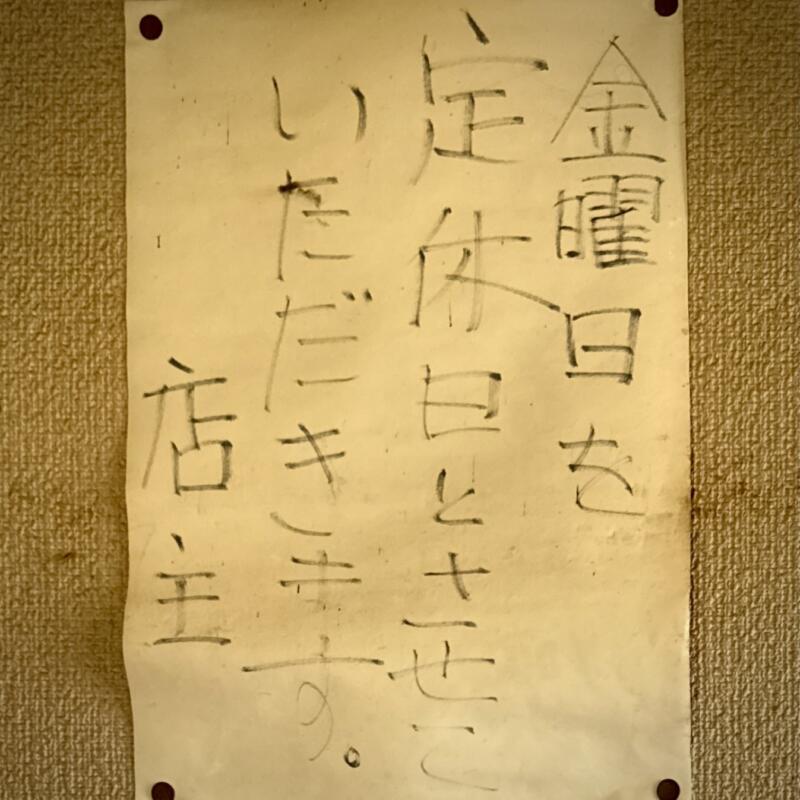 金曜日を
定休日とさせて
いただきます。
店主